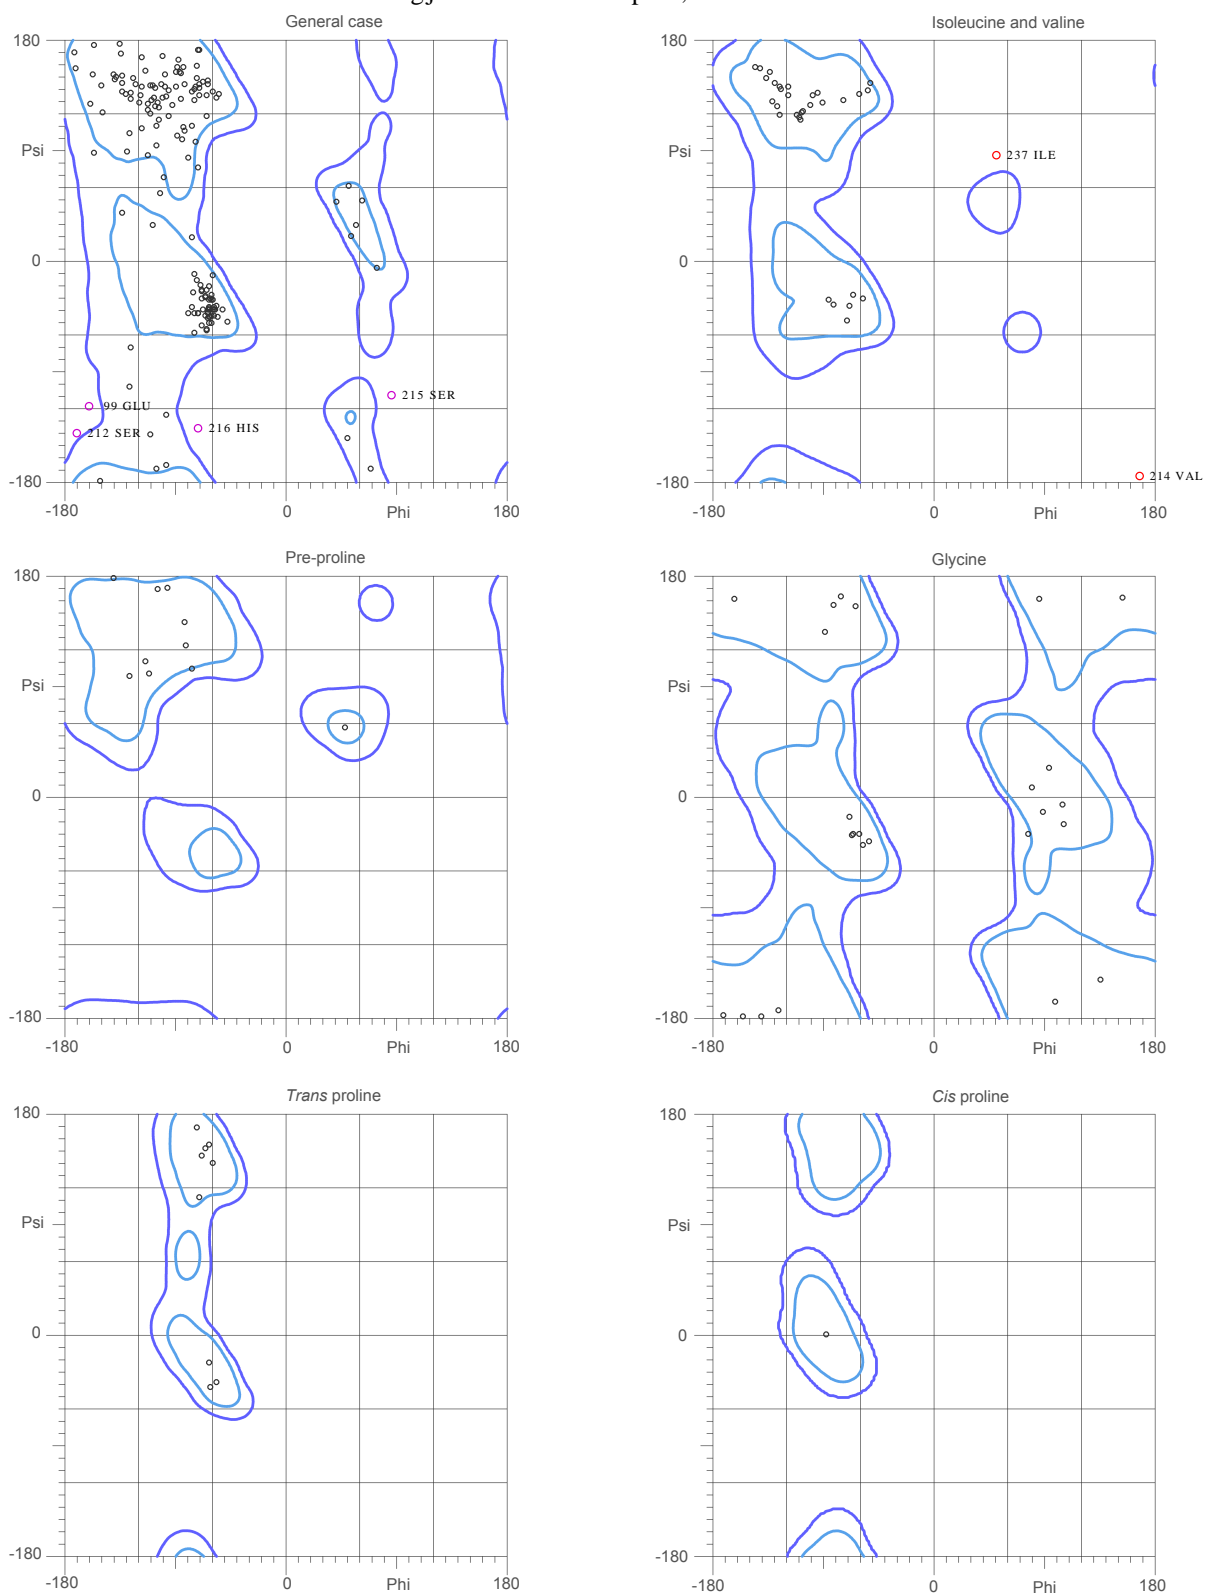 General case
Isoleucine and valine
180
180
Psi
Psi
237 ILE
0
0
215 SER
99 GLU
216 HIS
212 SER
214 VAL
-180
-180
-180 0 Phi 180
-180 0 Phi 180
Pre-proline
Glycine
180
180
Psi
Psi
0
0
-180
-180
-180 0 Phi 180
-180 0 Phi 180
Trans proline
Cis proline
180
180
Psi
Psi
0
0
-180
-180
-180 0 Phi 180
-180 0 Phi 180